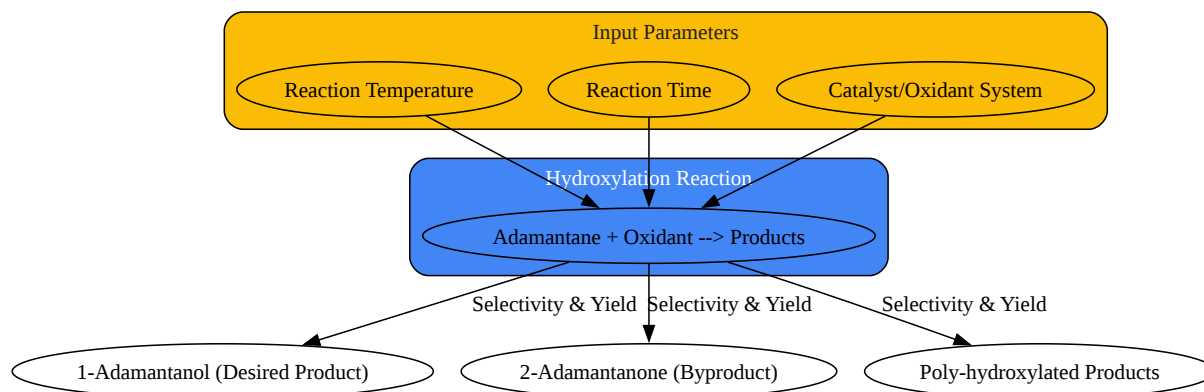 Input Parameters
Reaction Temperature
Reaction Time
Catalyst/Oxidant System
Hydroxylation Reaction
Adamantane + Oxidant --> Products
Selectivity & Yield
Selectivity & Yield
Selectivity & Yield
1-Adamantanol (Desired Product)
2-Adamantanone (Byproduct)
Poly-hydroxylated Products